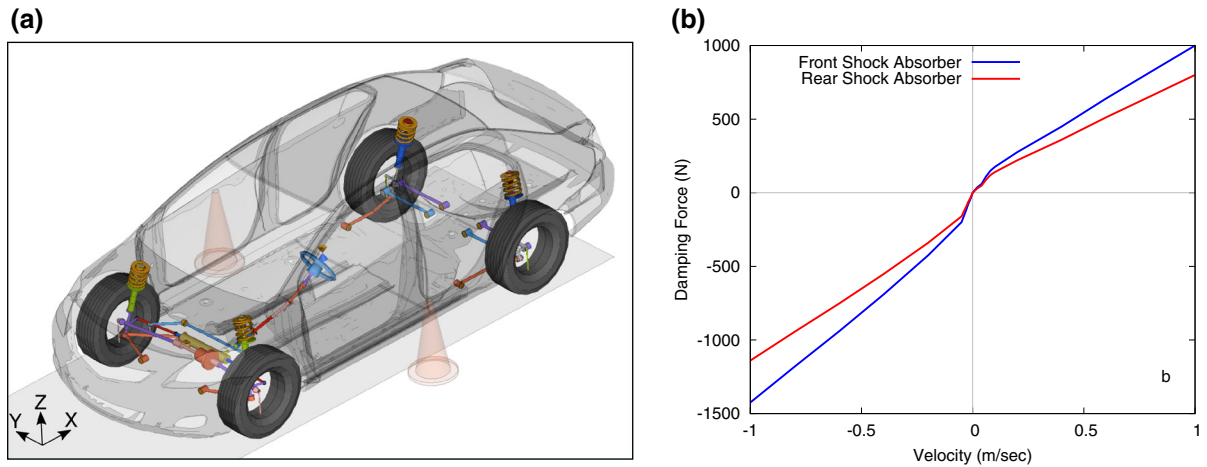 (a)
Z
Y
X
(b)
Front Shock Absorber
Rear Shock Absorber
1000
500
0
-500
-1000
-1500
Damping Force (N)
b
-1
-0.5
0
0.5
1
Velocity (m/sec)